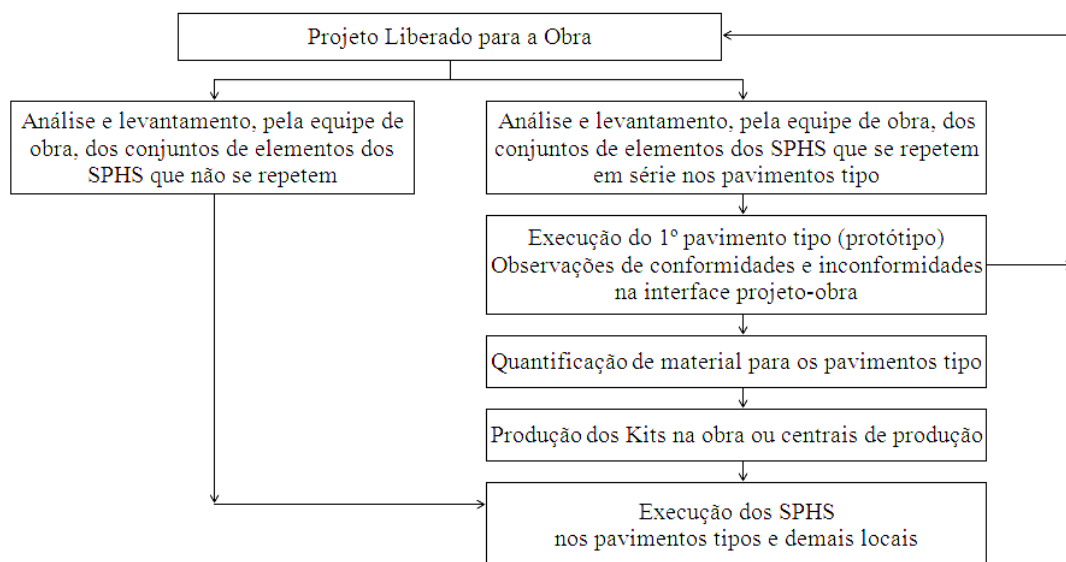 Projeto Liberado para a Obra
Análise e levantamento, pela equipe de
obra, dos conjuntos de elementos dos
SPHS que não se repetem
Análise e levantamento, pela equipe de obra, dos
conjuntos de elementos dos SPHS que se repetem
em série nos pavimentos tipo
Execução do 1º pavimento tipo (protótipo)
Observações de conformidades e inconformidades
na interface projeto-obra
Quantificação de material para os pavimentos tipo
Produção dos Kits na obra ou centrais de produção
Execução dos SPHS
nos pavimentos tipos e demais locais